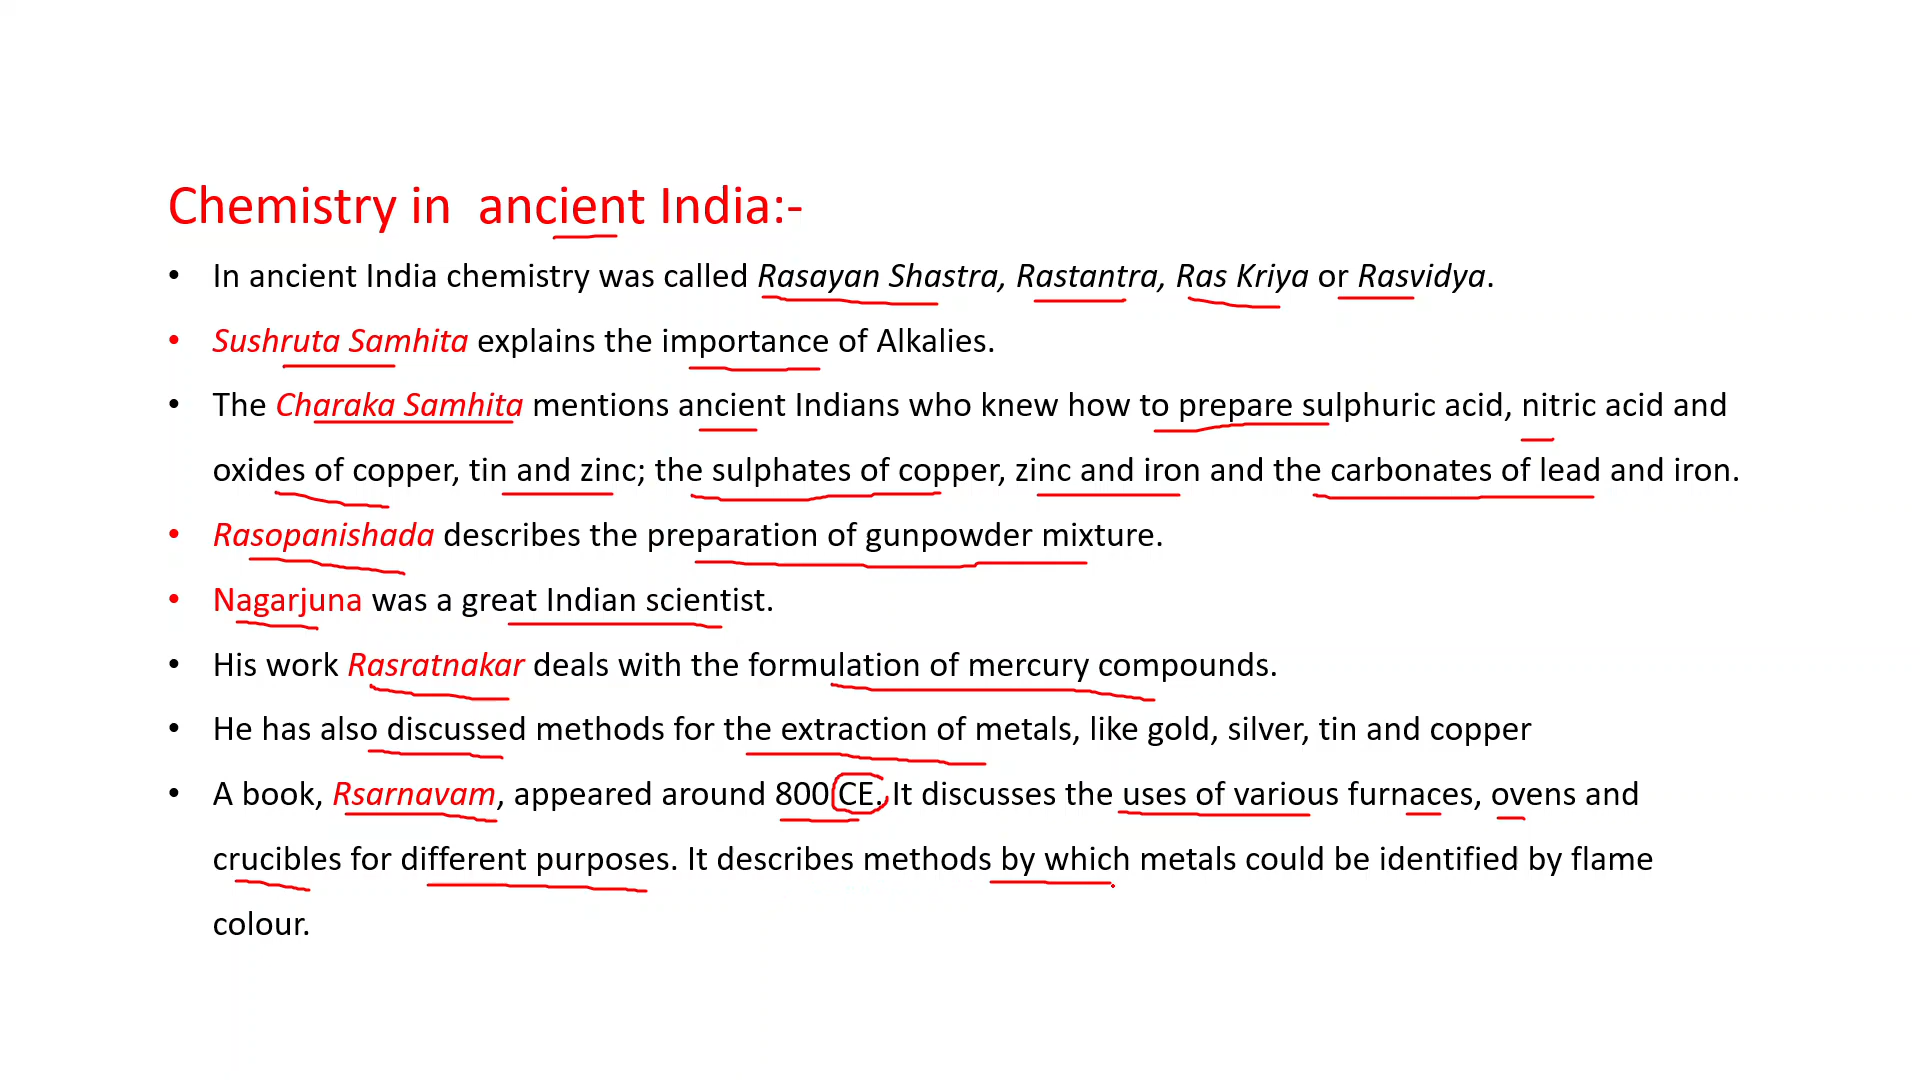 Chemistry in  ancient India:-
• In ancient India chemistry was called Rasayan Shastra, Rastantra, Ras Kriya or Rasvidya.
• Sushruta Samhita explains the importance of Alkalies.
• The Charaka Samhita mentions ancient Indians who knew how to prepare sulphuric acid, nitric acid and
oxides of copper, tin and zinc; the sulphates of copper, zinc and iron and the carbonates of lead and iron.
• Rasopanishada describes the preparation of gunpowder mixture.
• Nagarjuna was a great Indian scientist.
• His work Rasratnakar deals with the formulation of mercury compounds.
• He has also discussed methods for the extraction of metals, like gold, silver, tin and copper
• A book, Rsarnavam, appeared around 800 CE. It discusses the uses of various furnaces, ovens and
crucibles for different purposes. It describes methods by which metals could be identified by flame
colour.